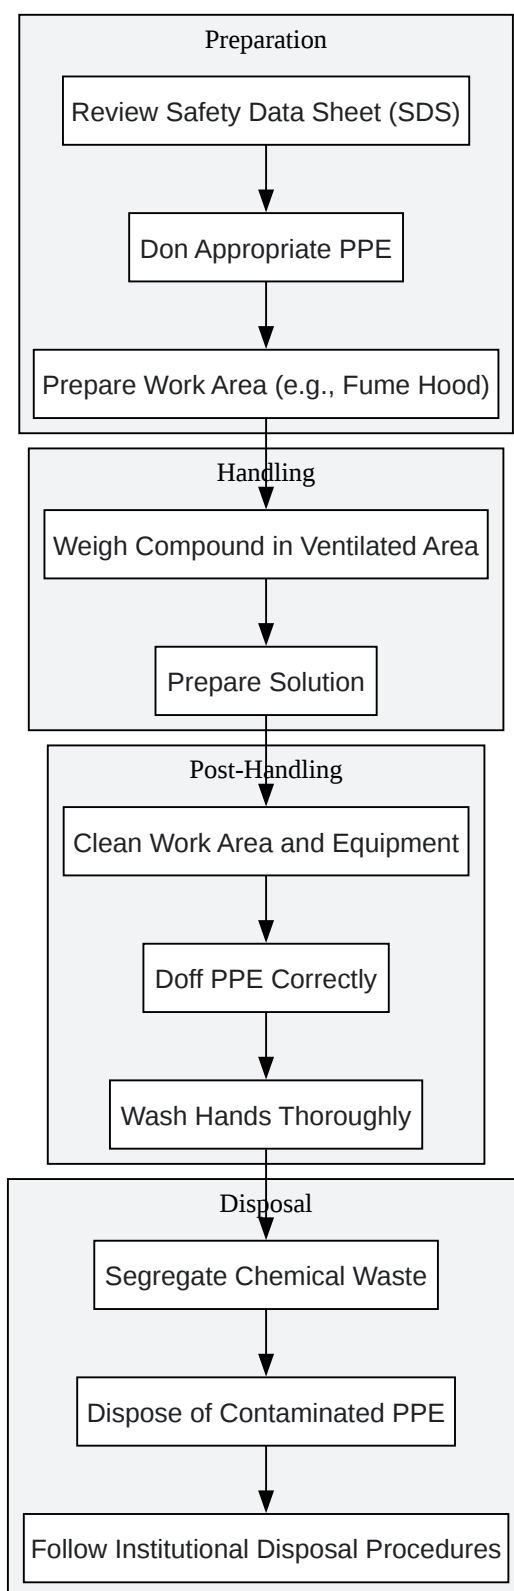 Preparation
Review Safety Data Sheet (SDS)
Don Appropriate PPE
Prepare Work Area (e.g., Fume Hood)
Handling
Weigh Compound in Ventilated Area
Prepare Solution
Post-Handling
Clean Work Area and Equipment
Doff PPE Correctly
Wash Hands Thoroughly
Disposal
Segregate Chemical Waste
Dispose of Contaminated PPE
Follow Institutional Disposal Procedures